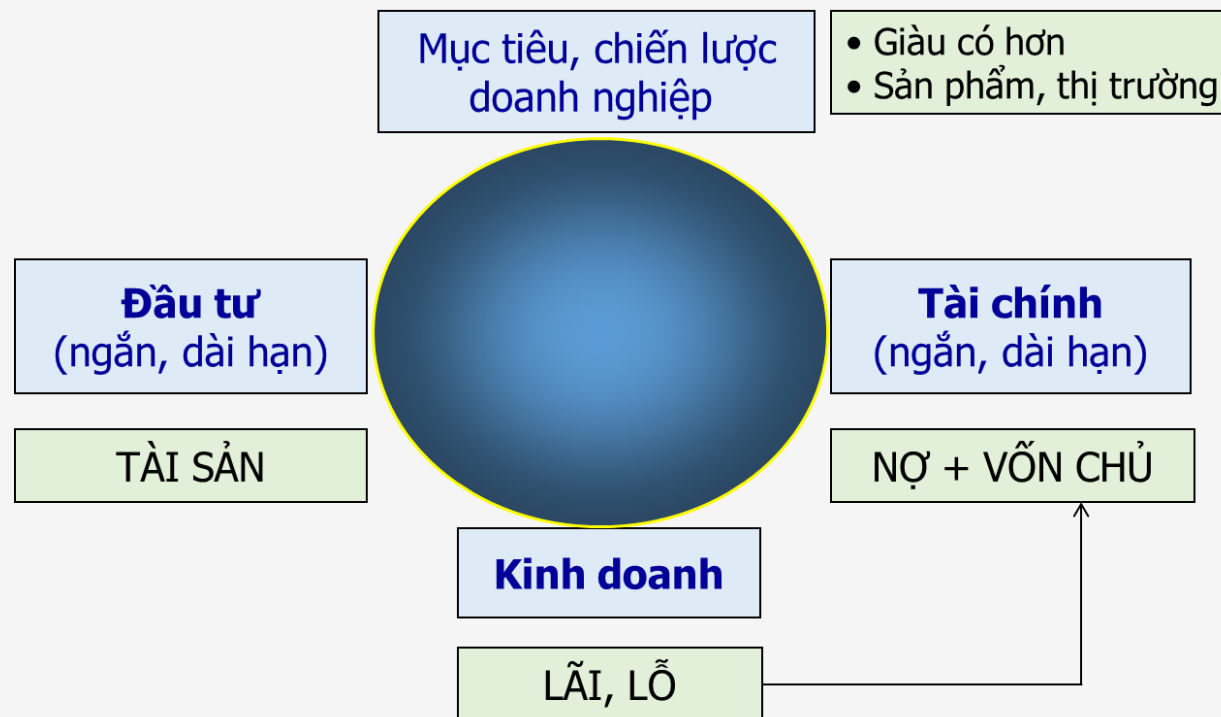 Mục tiêu, chiến lược
doanh nghiệp
• Giàu có hơn
• Sản phẩm, thị trường
Đầu tư
(ngắn, dài hạn)
Tài chính
(ngắn, dài hạn)
TÀI SẢN
NỢ + VỐN CHỦ
Kinh doanh
LÃI, LỖ